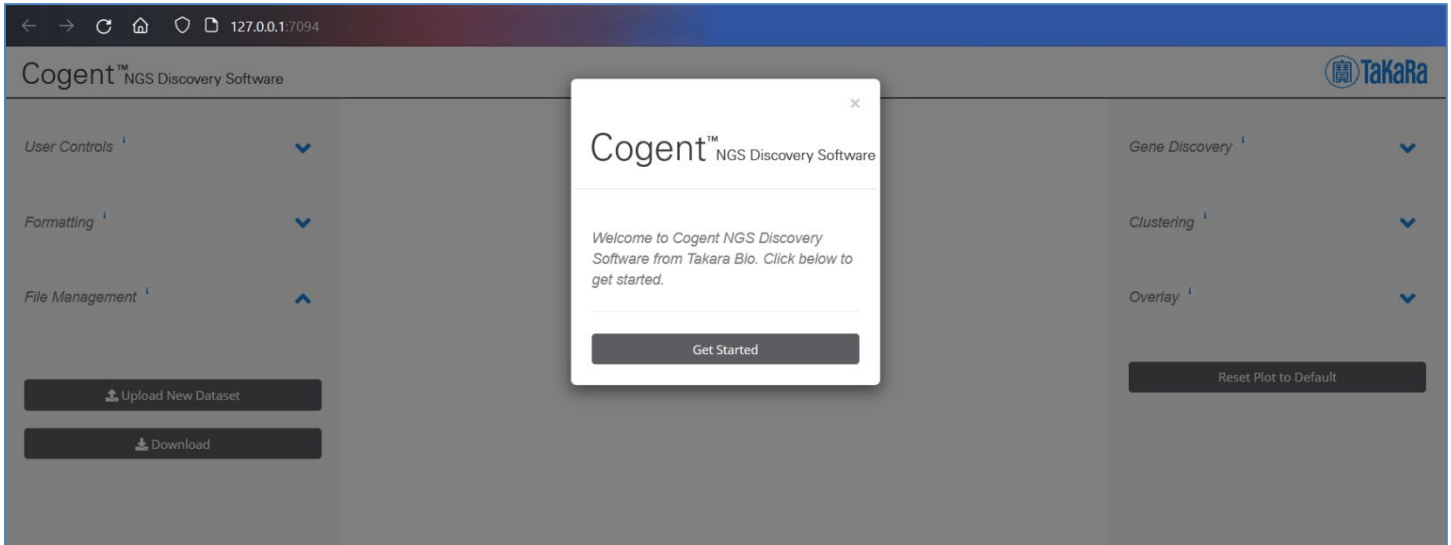 127.0.0.1:7094
Cogent™ NGS Discovery Software
TaKaRa
User Controls i
Formatting i
File Management i
Upload New Dataset
Download
×
Cogent™ NGS Discovery Software
Welcome to Cogent NGS Discovery
Software from Takara Bio. Click below to
get started.
Get Started
Gene Discovery i
Clustering i
Overlay i
Reset Plot to Default